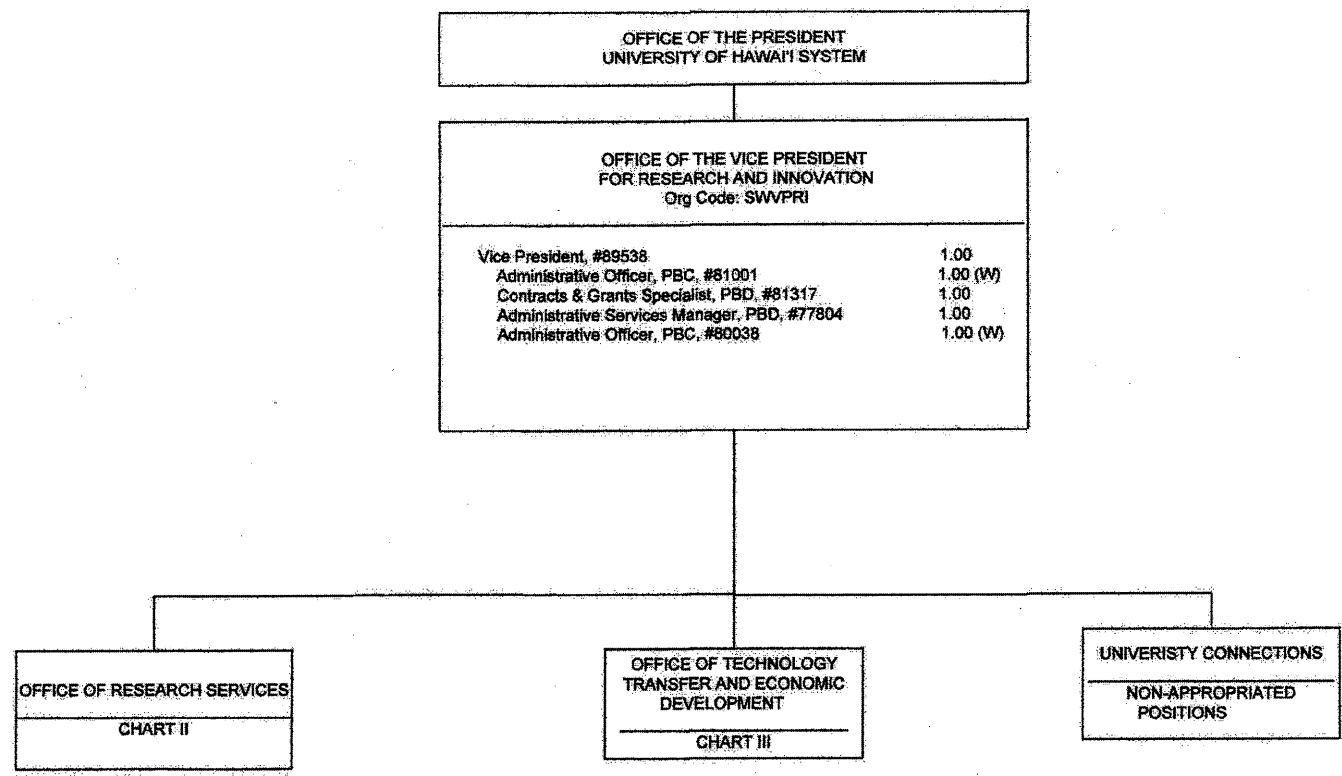 OFFICE OF THE PRESIDENT
UNIVERSITY OF HAWAI'I SYSTEM
OFFICE OF THE VICE PRESIDENT
FOR RESEARCH AND INNOVATION
Org Code: SWVPRI
Vice President, #89538 1.00
Administrative Officer, PBC, #81001 1.00 (W)
Contracts & Grants Specialist, PBD, #81317 1.00
Administrative Services Manager, PBD, #77804 1.00
Administrative Officer, PBC, #80038 1.00 (W)
OFFICE OF RESEARCH SERVICES
CHART II
OFFICE OF TECHNOLOGY
TRANSFER AND ECONOMIC
DEVELOPMENT
CHART III
UNIVERISTY CONNECTIONS
NON-APPROPRIATED
POSITIONS